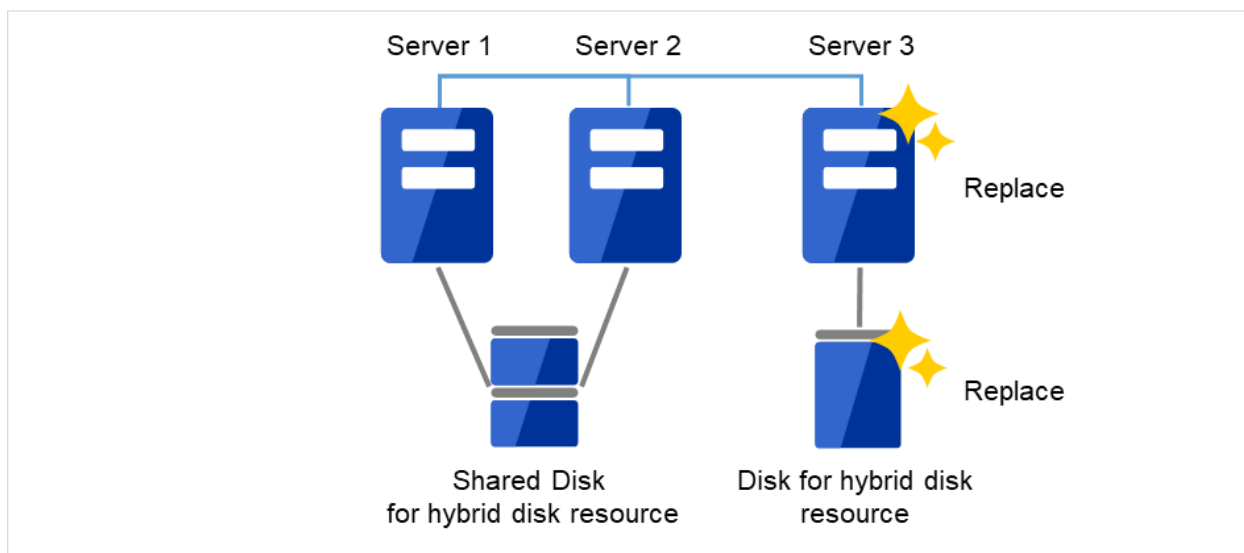 Server 1
Server 2
Server 3
Replace
Replace
Shared Disk
for hybrid disk resource
Disk for hybrid disk
resource